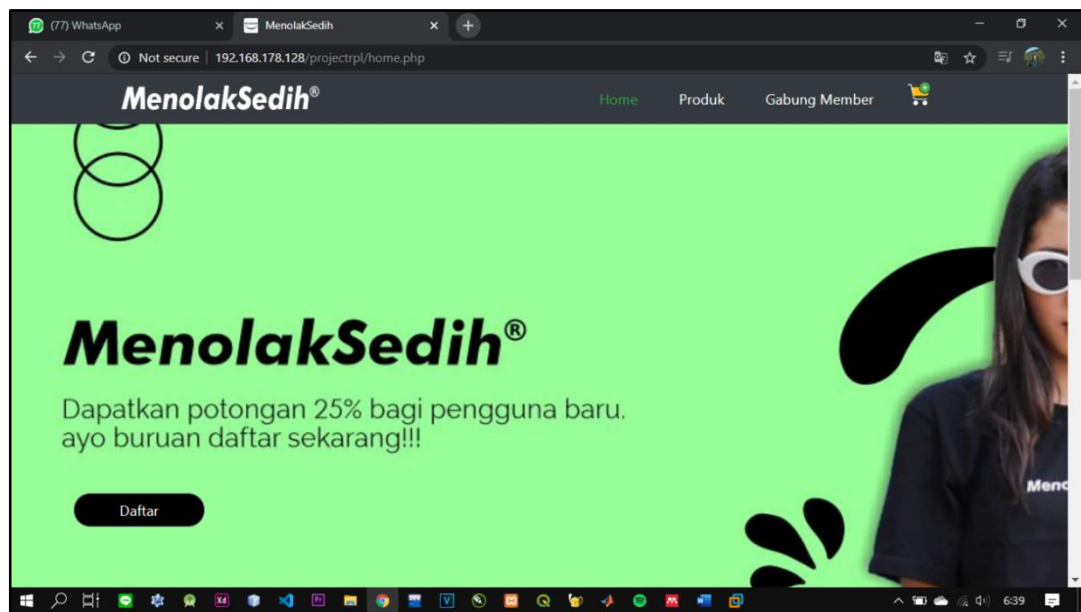 (77) WhatsApp
MenolakSedih
Not secure | 192.168.178.128/projectrpl/home.php
MenolakSedih®
Home
Produk
Gabung Member
MenolakSedih®
Dapatkan potongan 25% bagi pengguna baru.
ayo buruan daftar sekarang!!!
Daftar
Meno
6:39